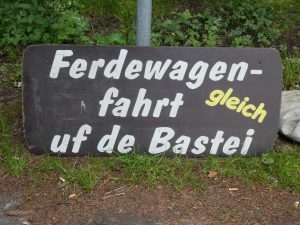 Ferdewagen-
fahrt gleich
uf de Bastei